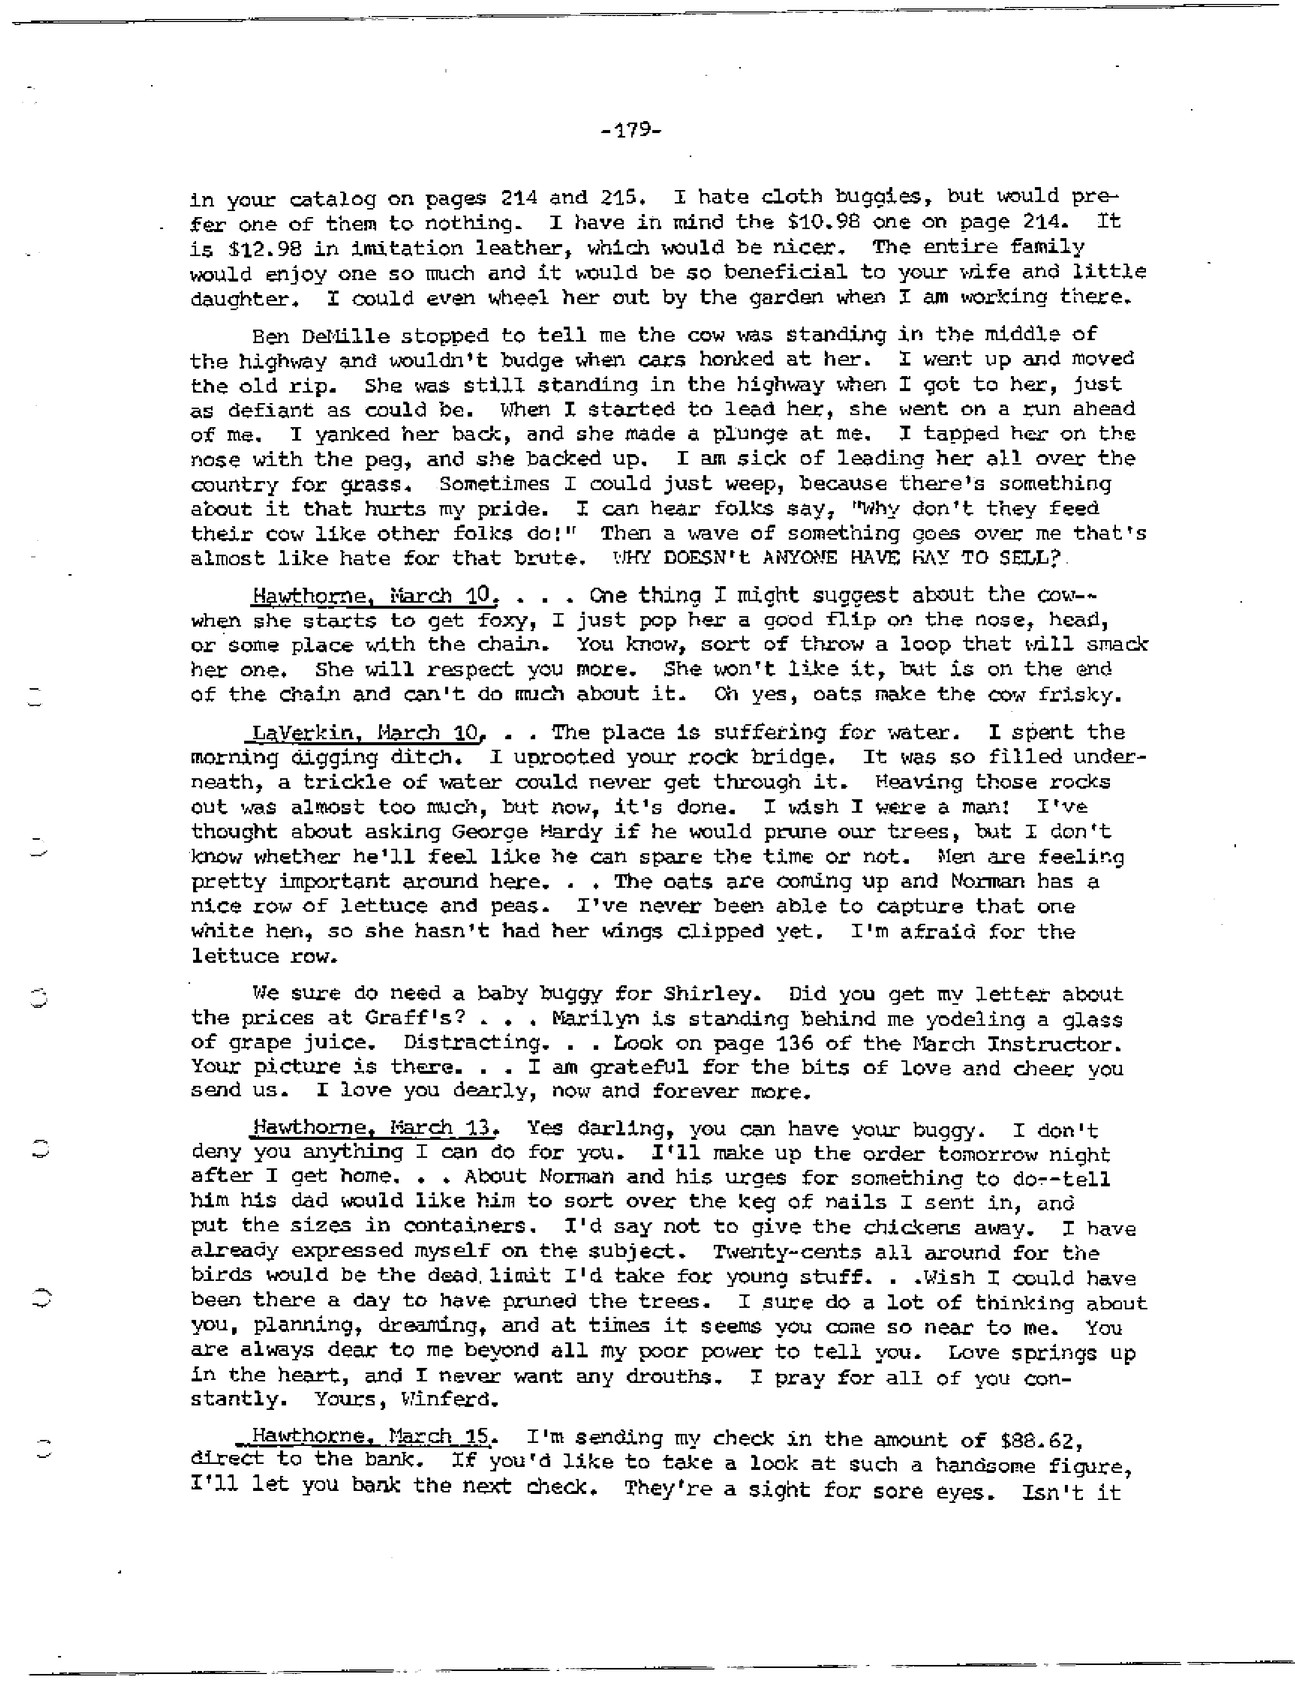 -179-
in your catalog on pages 214 and 215. I hate cloth buggies, but would pre-
fer one of them to nothing. I have in mind the $10.98 one on page 214. It
is $12.98 in imitation leather, which would be nicer. The entire family
would enjoy one so much and it would be so beneficial to your wife and little
daughter. I could even wheel her out by the garden when I am working there.
Ben DeMille stopped to tell me the cow was standing in the middle of
the highway and wouldn't budge when cars honked at her. I went up and moved
the old rip. She was still standing in the highway when I got to her, just
as defiant as could be. When I started to lead her, she went on a run ahead
of me. I yanked her back, and she made a plunge at me. I tapped her on the
nose with the peg, and she backed up. I am sick of leading her all over the
country for grass. Sometimes I could just weep, because there's something
about it that hurts my pride. I can hear folks say, "Why don't they feed
their cow like other folks do!" Then a wave of something goes over me that's
almost like hate for that brute. WHY DOESN't ANYONE HAVE HAY TO SELL?
Hawthorne, March 10. . . . One thing I might suggest about the cow--
when she starts to get foxy, I just pop her a good flip on the nose, head,
or some place with the chain. You know, sort of throw a loop that will smack
her one. She will respect you more. She won't like it, but is on the end
of the chain and can't do much about it. Oh yes, oats make the cow frisky.
LaVerkin, March 10, . . The place is suffering for water. I spent the
morning digging ditch. I uprooted your rock bridge. It was so filled under-
neath, a trickle of water could never get through it. Heaving those rocks
out was almost too much, but now, it's done. I wish I were a man! I've
thought about asking George Hardy if he would prune our trees, but I don't
know whether he'll feel like he can spare the time or not. Men are feeling
pretty important around here. . . The oats are coming up and Norman has a
nice row of lettuce and peas. I've never been able to capture that one
white hen, so she hasn't had her wings clipped yet. I'm afraid for the
lettuce row.
We sure do need a baby buggy for Shirley. Did you get my letter about
the prices at Graff's? . . . Marilyn is standing behind me yodeling a glass
of grape juice. Distracting. . . Look on page 136 of the March Instructor.
Your picture is there. . . I am grateful for the bits of love and cheer you
send us. I love you dearly, now and forever more.
Hawthorne, March 13. Yes darling, you can have your buggy. I don't
deny you anything I can do for you. I'll make up the order tomorrow night
after I get home. . . About Norman and his urges for something to do--tell
him his dad would like him to sort over the keg of nails I sent in, and
put the sizes in containers. I'd say not to give the chickens away. I have
already expressed myself on the subject. Twenty-cents all around for the
birds would be the dead limit I'd take for young stuff. . .Wish I could have
been there a day to have pruned the trees. I sure do a lot of thinking about
you, planning, dreaming, and at times it seems you come so near to me. You
are always dear to me beyond all my poor power to tell you. Love springs up
in the heart, and I never want any drouths. I pray for all of you con-
stantly. Yours, Winferd.
Hawthorne, March 15. I'm sending my check in the amount of $88.62,
direct to the bank. If you'd like to take a look at such a handsome figure,
I'll let you bank the next check. They're a sight for sore eyes. Isn't it